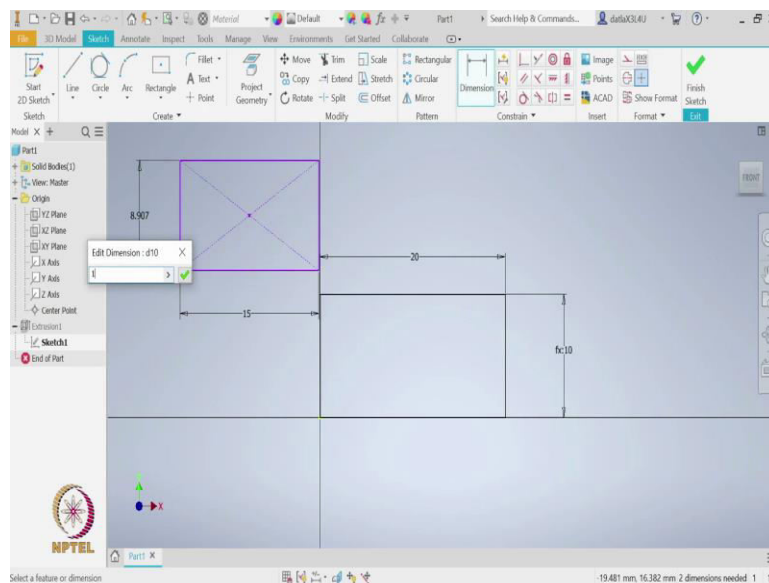 Material Default fx Part1 Search Help & Commands... datlaX3L4U
File 3D Model Sketch Annotate Inspect Tools Manage View Environments Get Started Collaborate
Start 2D Sketch
Line
Circle
Arc
Rectangle
Fillet
Text
Point
Project Geometry
Move Trim Scale
Copy Extend Stretch
Rotate Split Offset
Rectangular
Circular
Mirror
Dimension
Image
Points
ACAD
Show Format
Finish Sketch
Sketch Create Modify Pattern Constrain Insert Format Exit
Model X +
Part1
Solid Bodies(1)
View: Master
Origin
YZ Plane
XZ Plane
XY Plane
X Axis
Y Axis
Z Axis
Center Point
Extrusion1
Sketch1
End of Part
FRONT
8.907
Edit Dimension : d10 X
1
20
15
fx:10
X
NPTEL
Part1 X
Select a feature or dimension
-19.481 mm, 16.382 mm 2 dimensions needed 1 1